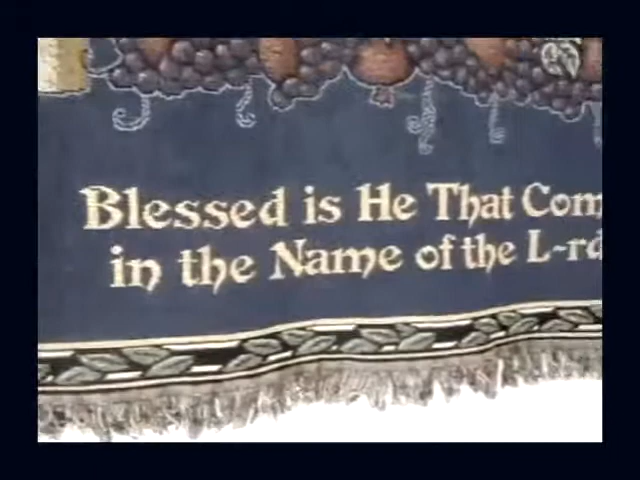 Blessed is He That Com
in the Name of the L-rd